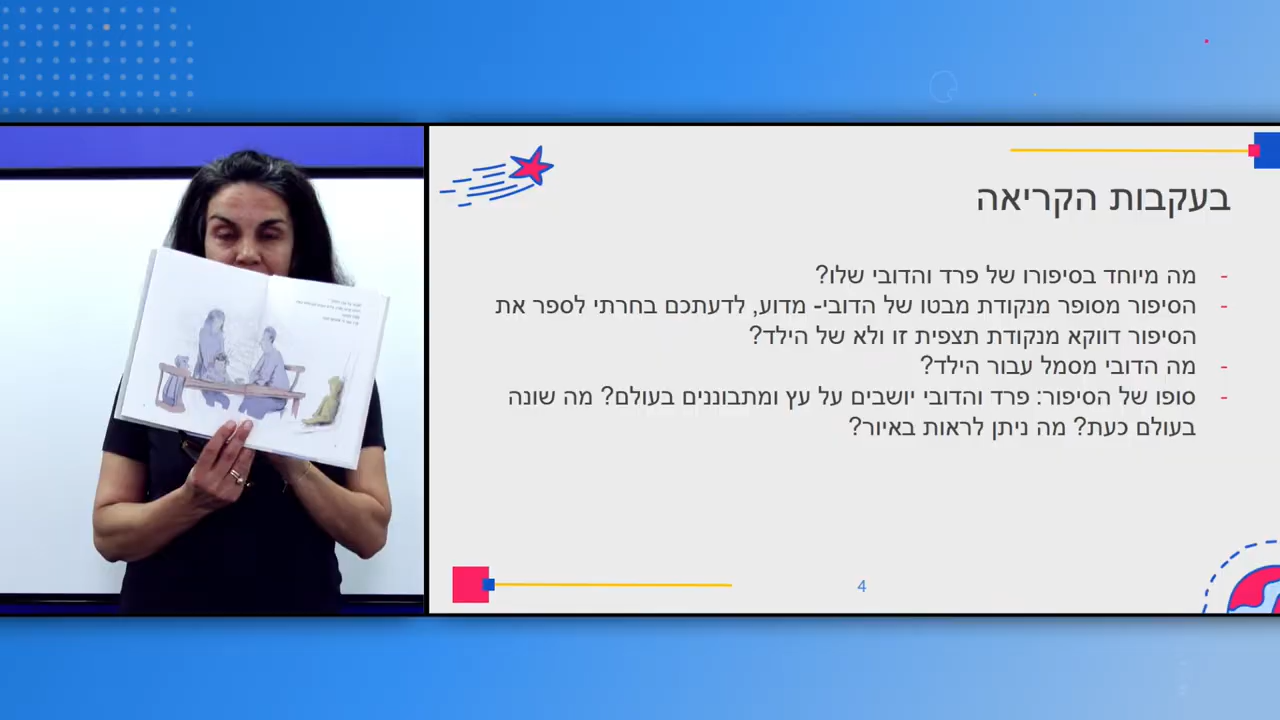 בעקבות הקריאה
- מה מיוחד בסיפורו של פרד והדובי שלו?
- הסיפור מסופר מנקודת מבטו של הדובי- מדוע, לדעתכם בחרתי לספר את
הסיפור דווקא מנקודת תצפית זו ולא של הילד?
- מה הדובי מסמל עבור הילד?
- סופו של הסיפור: פרד והדובי יושבים על עץ ומתבוננים בעולם? מה שונה
בעולם כעת? מה ניתן לראות באיור?
4